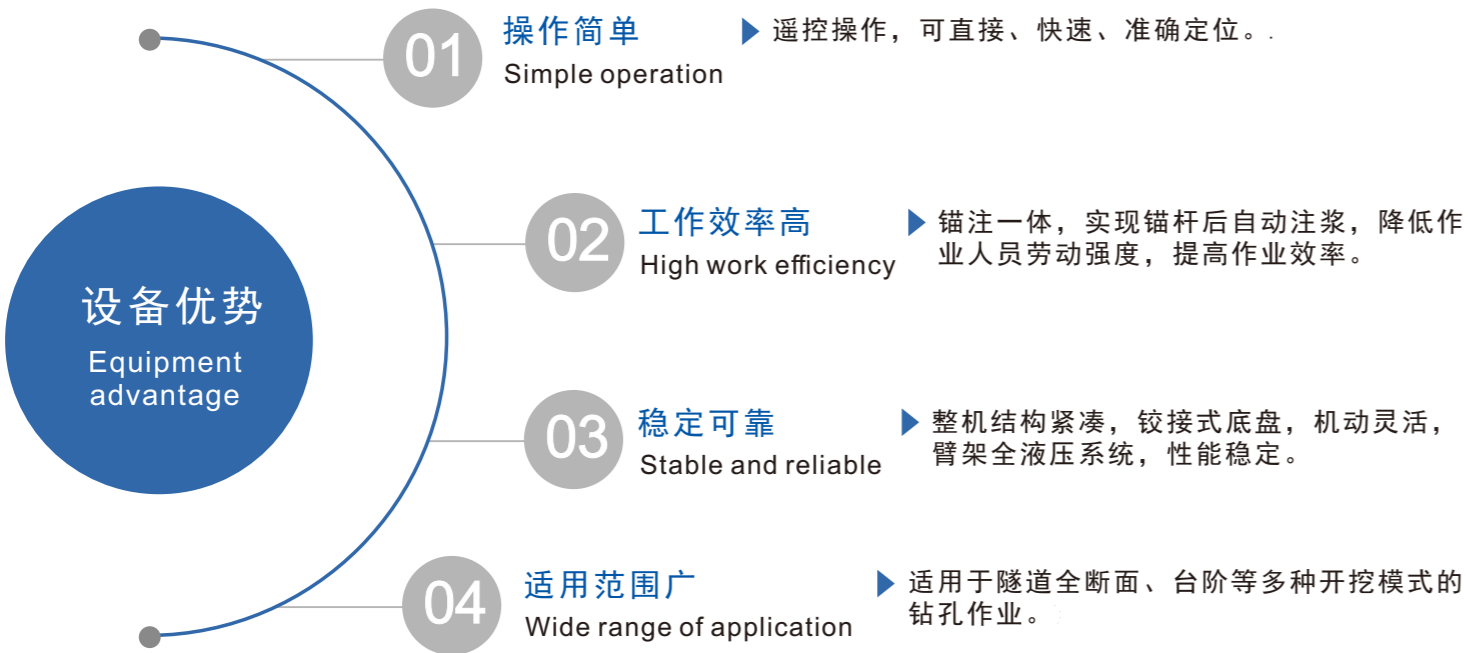 设备优势
Equipment
advantage
01
操作简单
Simple operation
遥控操作，可直接、快速、准确定位。.
02
工作效率高
High work efficiency
锚注一体，实现锚杆后自动注浆，降低作
业人员劳动强度，提高作业效率。
03
稳定可靠
Stable and reliable
整机结构紧凑，铰接式底盘，机动灵活，
臂架全液压系统，性能稳定。
04
适用范围广
Wide range of application
适用于隧道全断面、台阶等多种开挖模式的
钻孔作业。